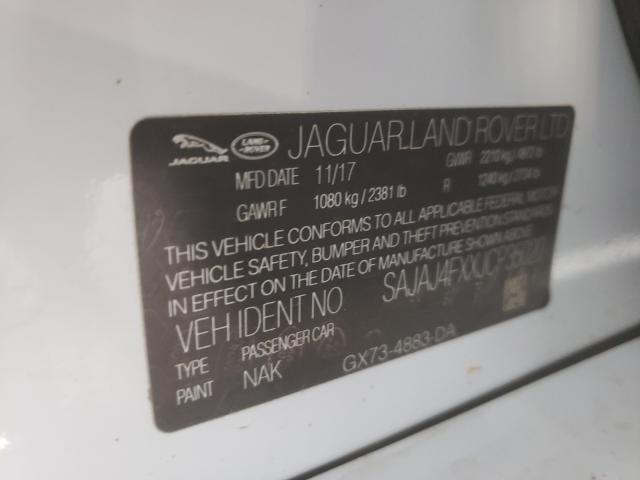 JAGUAR LAND-ROVER JAGUAR LAND ROVER LTD
MFD DATE 11/17 GVWR 2210 kg / 4872 lb
GAWR F 1080 kg / 2381 lb R 1240 kg / 2734 lb
THIS VEHICLE CONFORMS TO ALL APPLICABLE FEDERAL MOTOR
VEHICLE SAFETY, BUMPER AND THEFT PREVENTION STANDARDS
IN EFFECT ON THE DATE OF MANUFACTURE SHOWN ABOVE
VEH IDENT NO
TYPE PASSENGER CAR
PAINT NAK GX73-4883-DA